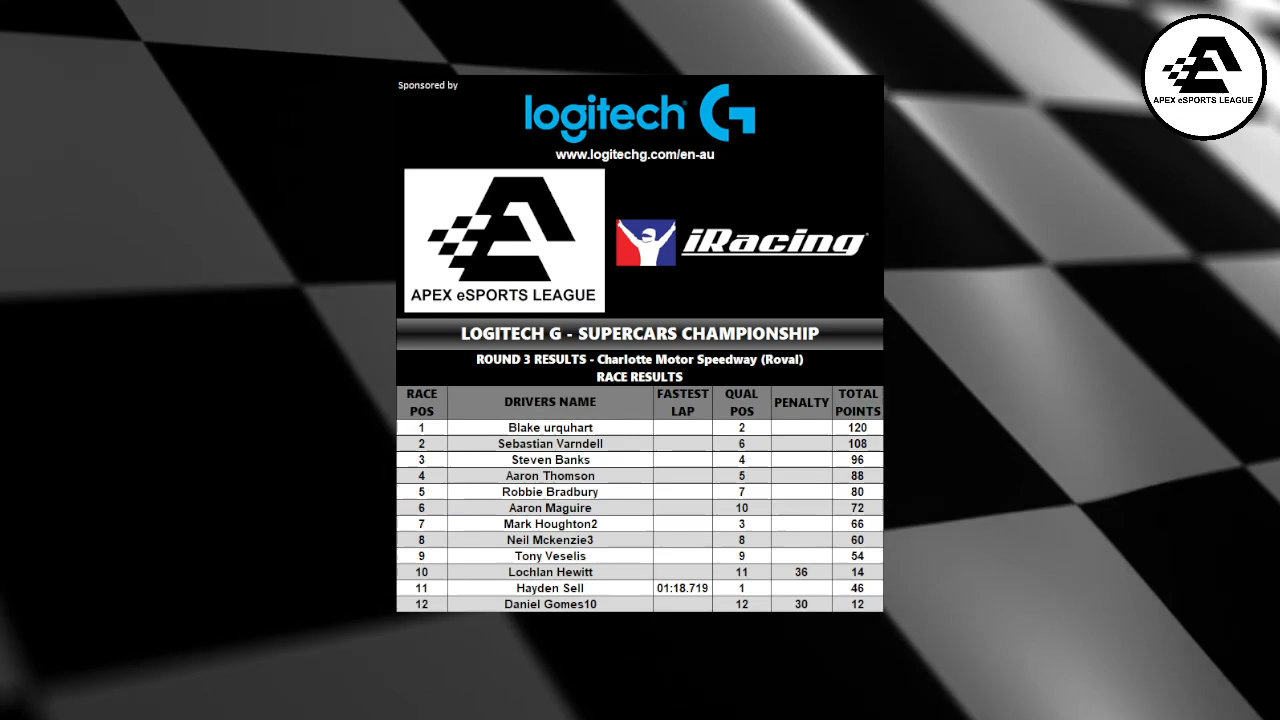 APEX eSPORTS LEAGUE
Sponsored by
logitech G
www.logitechg.com/en-au
APEX eSPORTS LEAGUE
iRacing
LOGITECH G - SUPERCARS CHAMPIONSHIP
ROUND 3 RESULTS - Charlotte Motor Speedway (Roval)
RACE RESULTS
RACE POS DRIVERS NAME FASTEST LAP QUAL POS PENALTY TOTAL POINTS
1 Blake urquhart 2 120
2 Sebastian Varndell 6 108
3 Steven Banks 4 96
4 Aaron Thomson 5 88
5 Robbie Bradbury 7 80
6 Aaron Maguire 10 72
7 Mark Houghton2 3 66
8 Neil Mckenzie3 8 60
9 Tony Veselis 9 54
10 Lochlan Hewitt 11 36 14
11 Hayden Sell 01:18.719 1 46
12 Daniel Gomes10 12 30 12